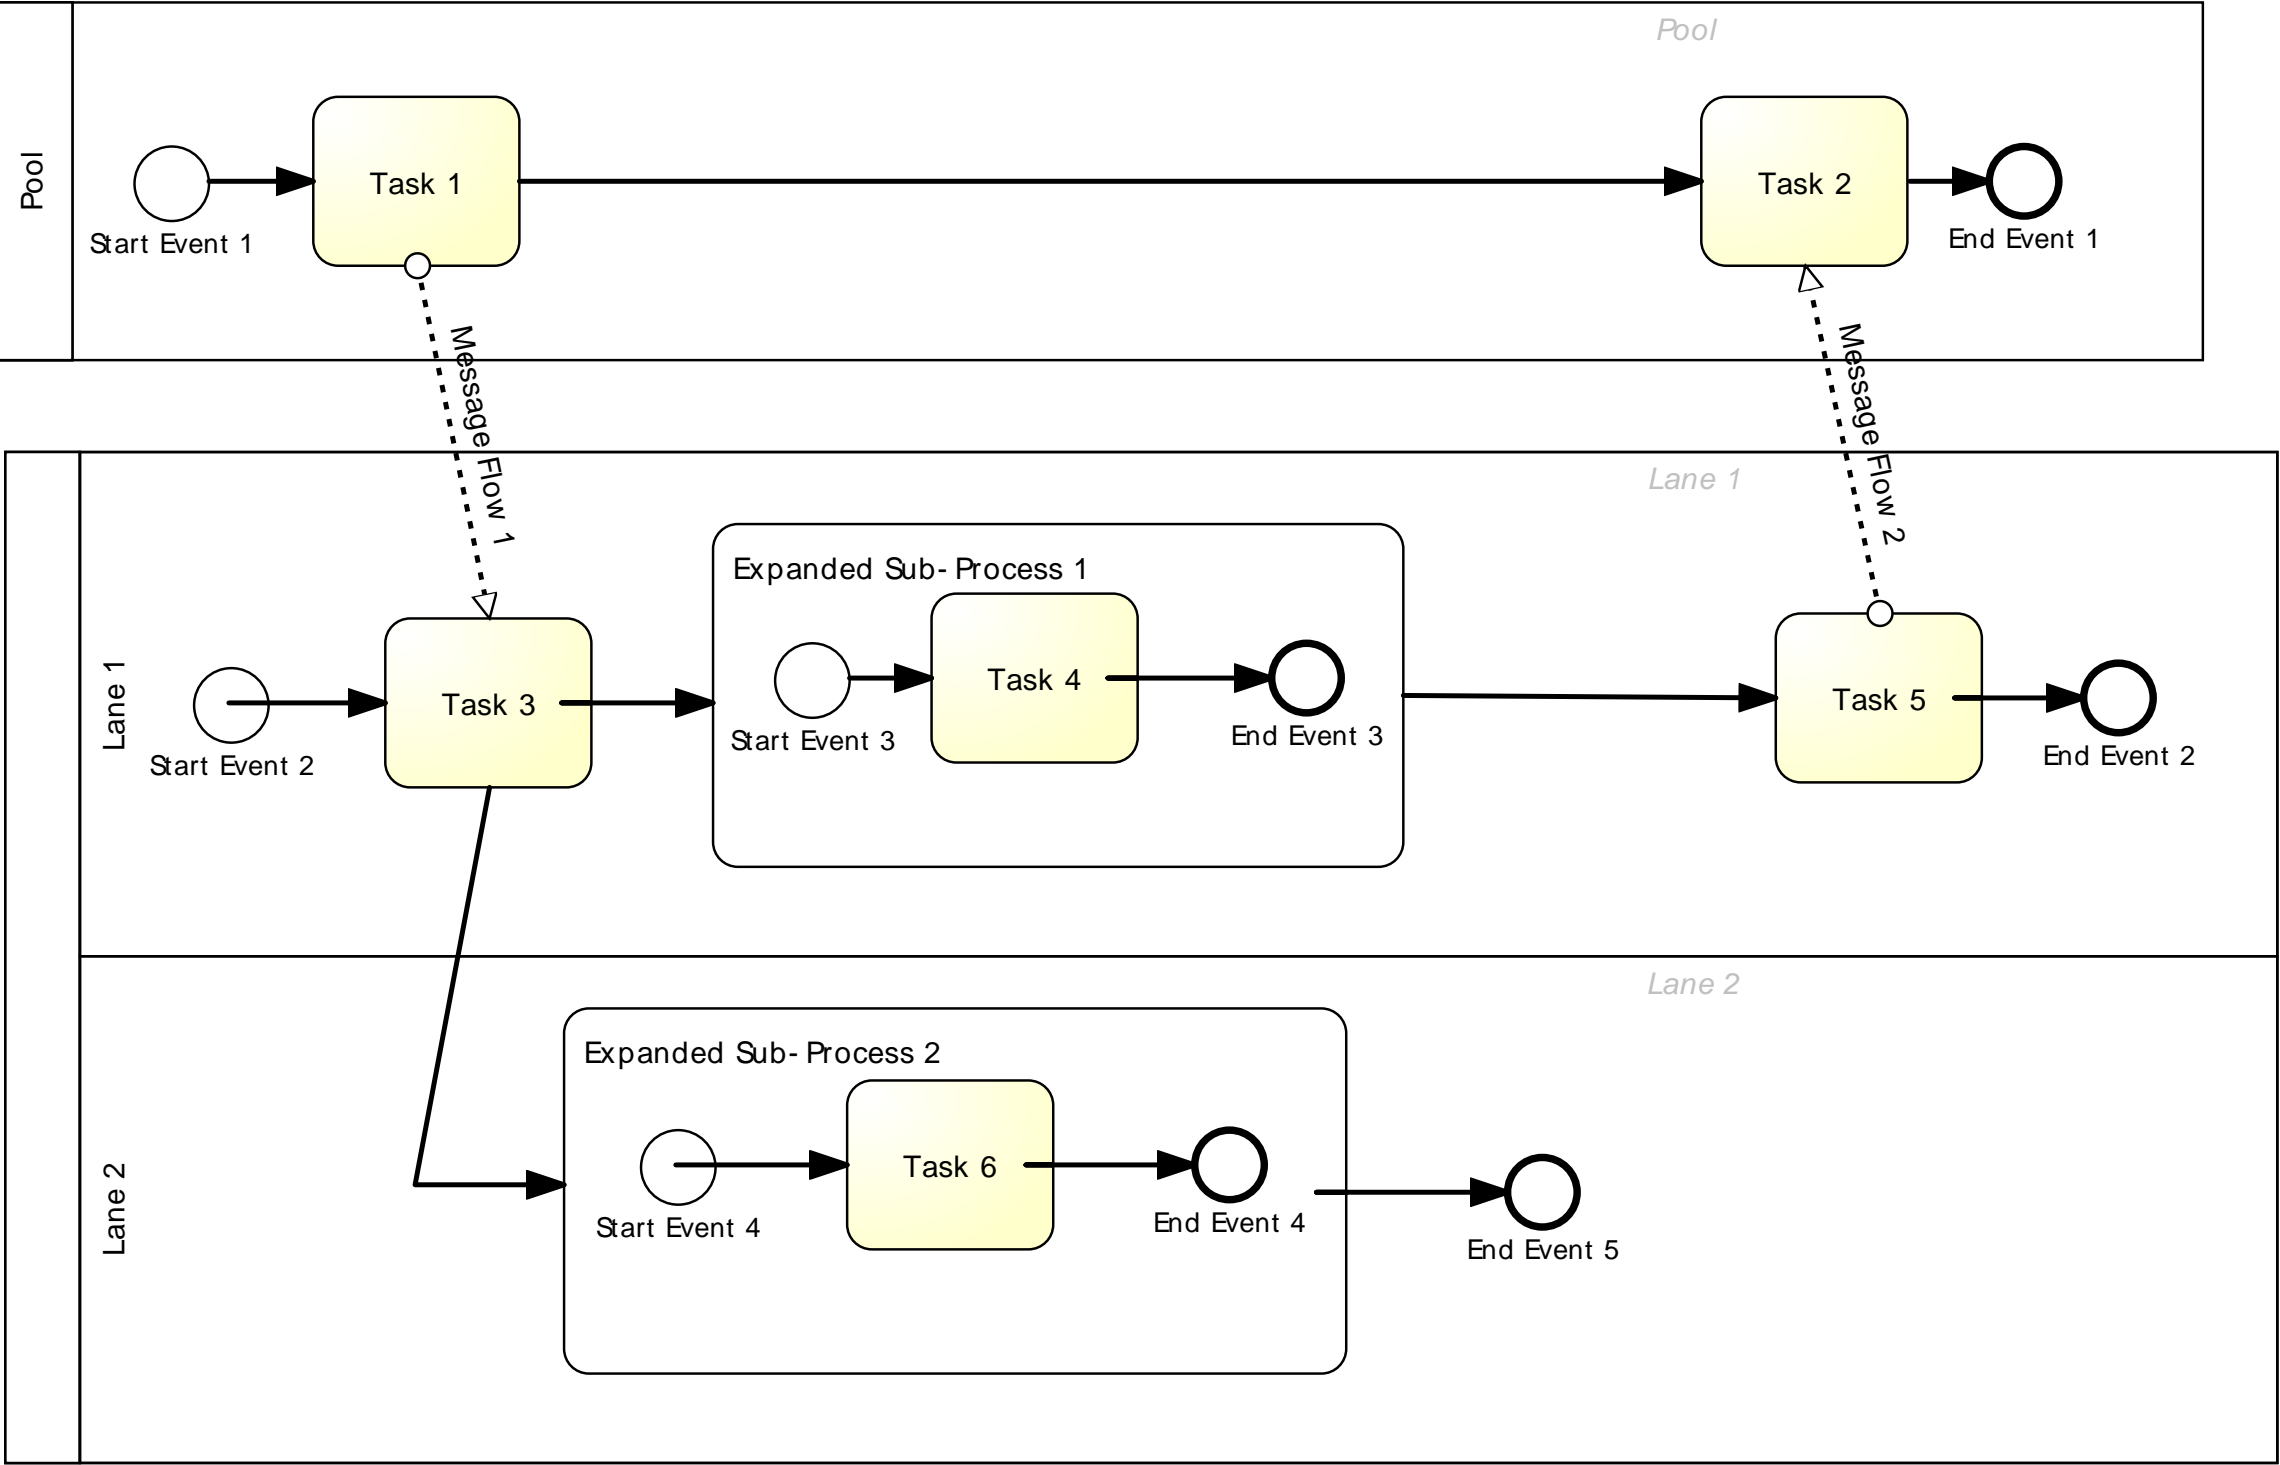 Pool
Pool
Task 1
Task 2
Start Event 1
End Event 1
Message Flow 1
Message Flow 2
Lane 1
Lane 1
Expanded Sub-Process 1
Task 3
Task 4
Task 5
Start Event 2
Start Event 3
End Event 3
End Event 2
Lane 2
Lane 2
Expanded Sub-Process 2
Task 6
Start Event 4
End Event 4
End Event 5